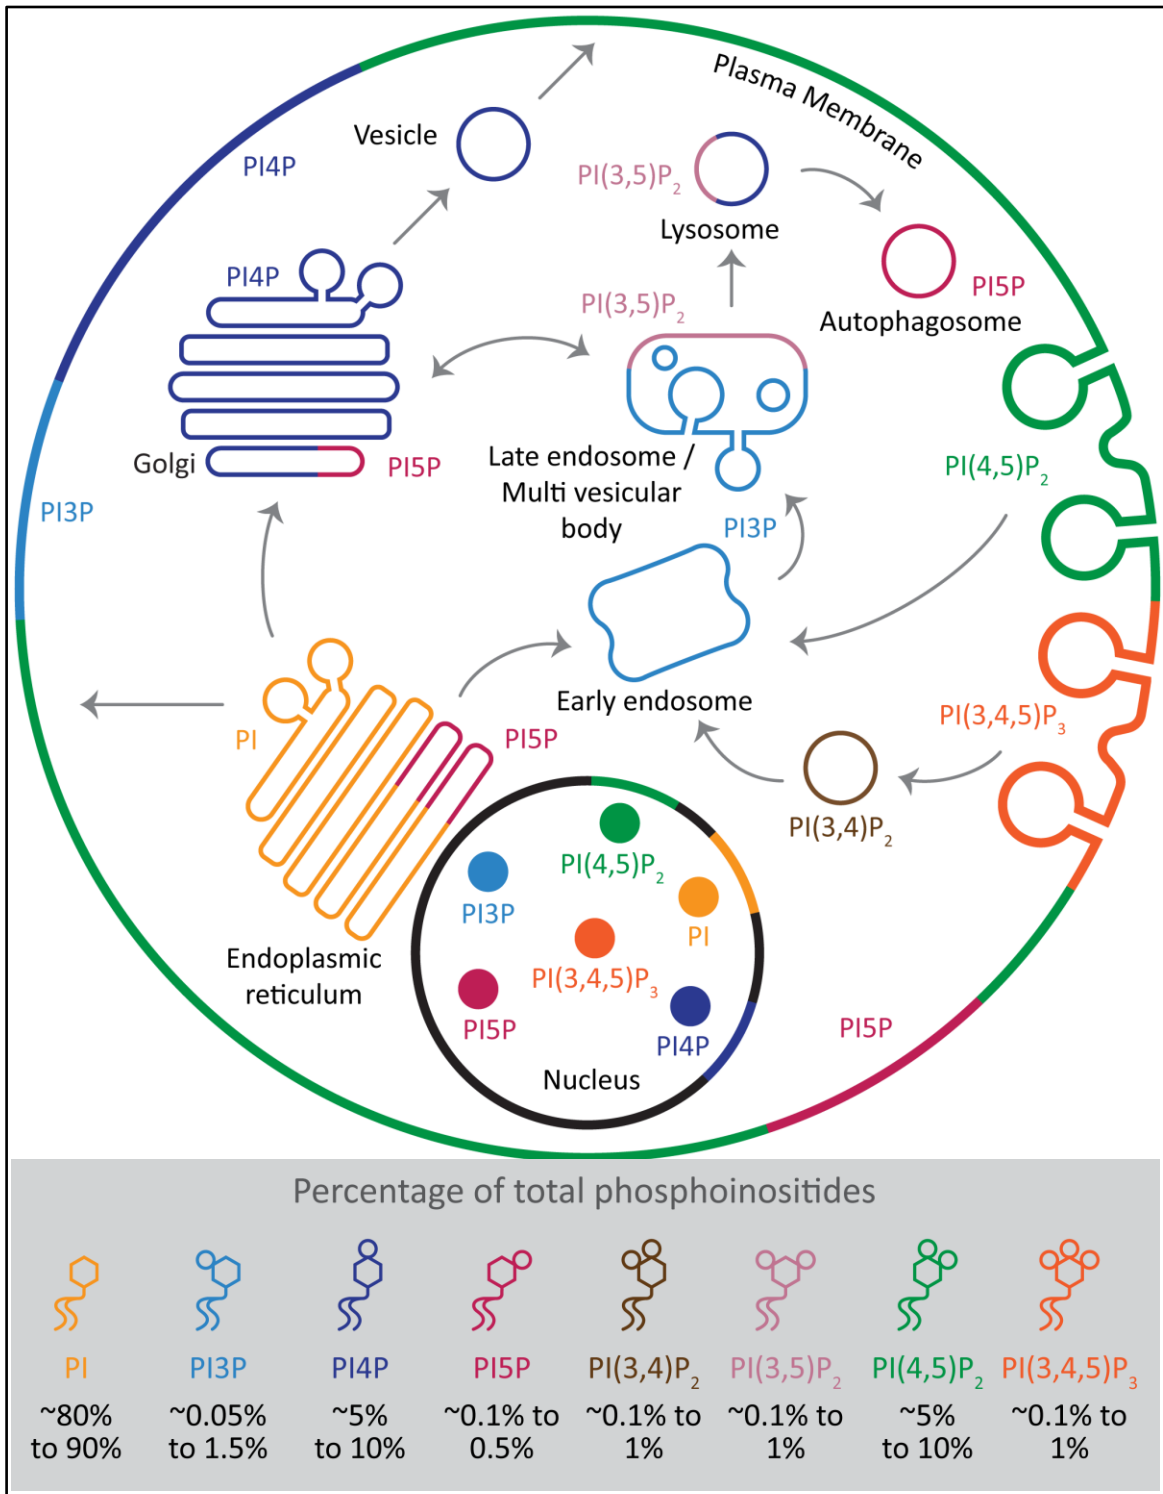 Plasma Membrane
Vesicle
PI4P
PI(3,5)P₂
Lysosome
PI4P
PI(3,5)P₂
PI5P
Autophagosome
Golgi
PI5P
Late endosome /
Multi vesicular
body
PI(4,5)P₂
PI3P
PI3P
Early endosome
PI
PI5P
PI(3,4,5)P₃
PI(3,4)P₂
PI(4,5)P₂
PI3P
PI
PI(3,4,5)P₃
Endoplasmic
reticulum
PI5P
PI4P
PI5P
Nucleus
Percentage of total phosphoinositides
PI PI3P PI4P PI5P PI(3,4)P₂ PI(3,5)P₂ PI(4,5)P₂ PI(3,4,5)P₃
~80% ~0.05% ~5% ~0.1% to ~0.1% to ~0.1% to ~5% ~0.1% to
to 90% to 1.5% to 10% 0.5% 1% 1% to 10% 1%